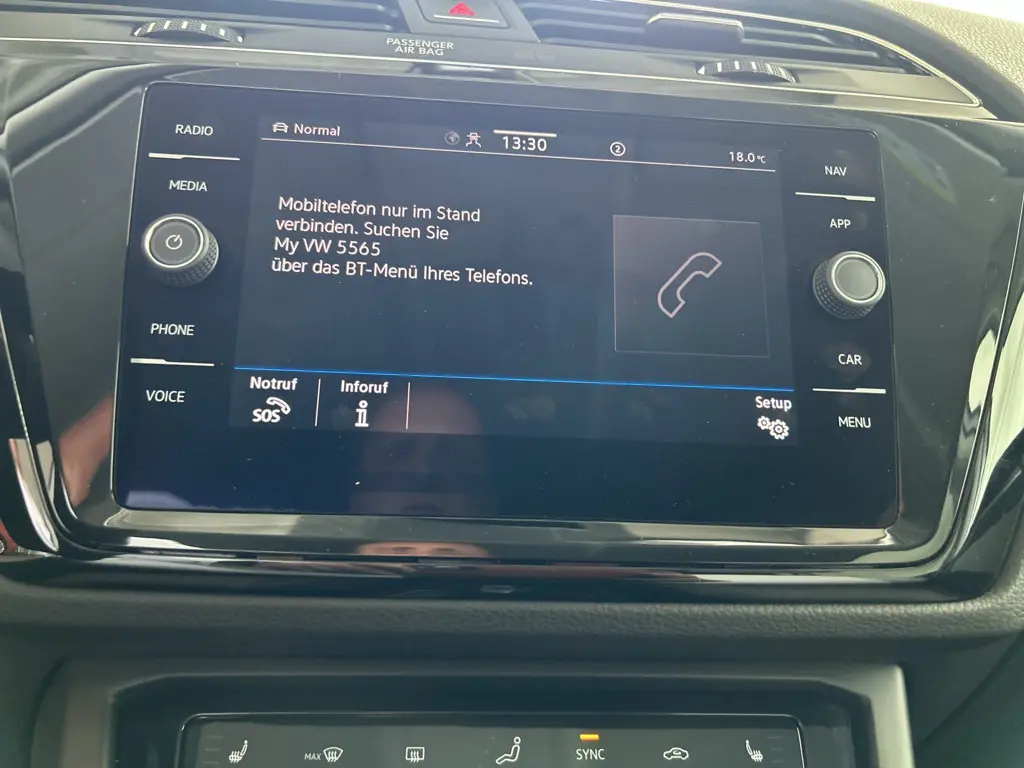 PASSENGER
AIR BAG
RADIO
MEDIA
PHONE
VOICE
Normal
13:30
2
18.0°C
Mobiltelefon nur im Stand
verbinden. Suchen Sie
My VW 5565
über das BT-Menü Ihres Telefons.
Notruf
SOS
Inforuf
Setup
NAV
APP
CAR
MENU
MAX
SYNC